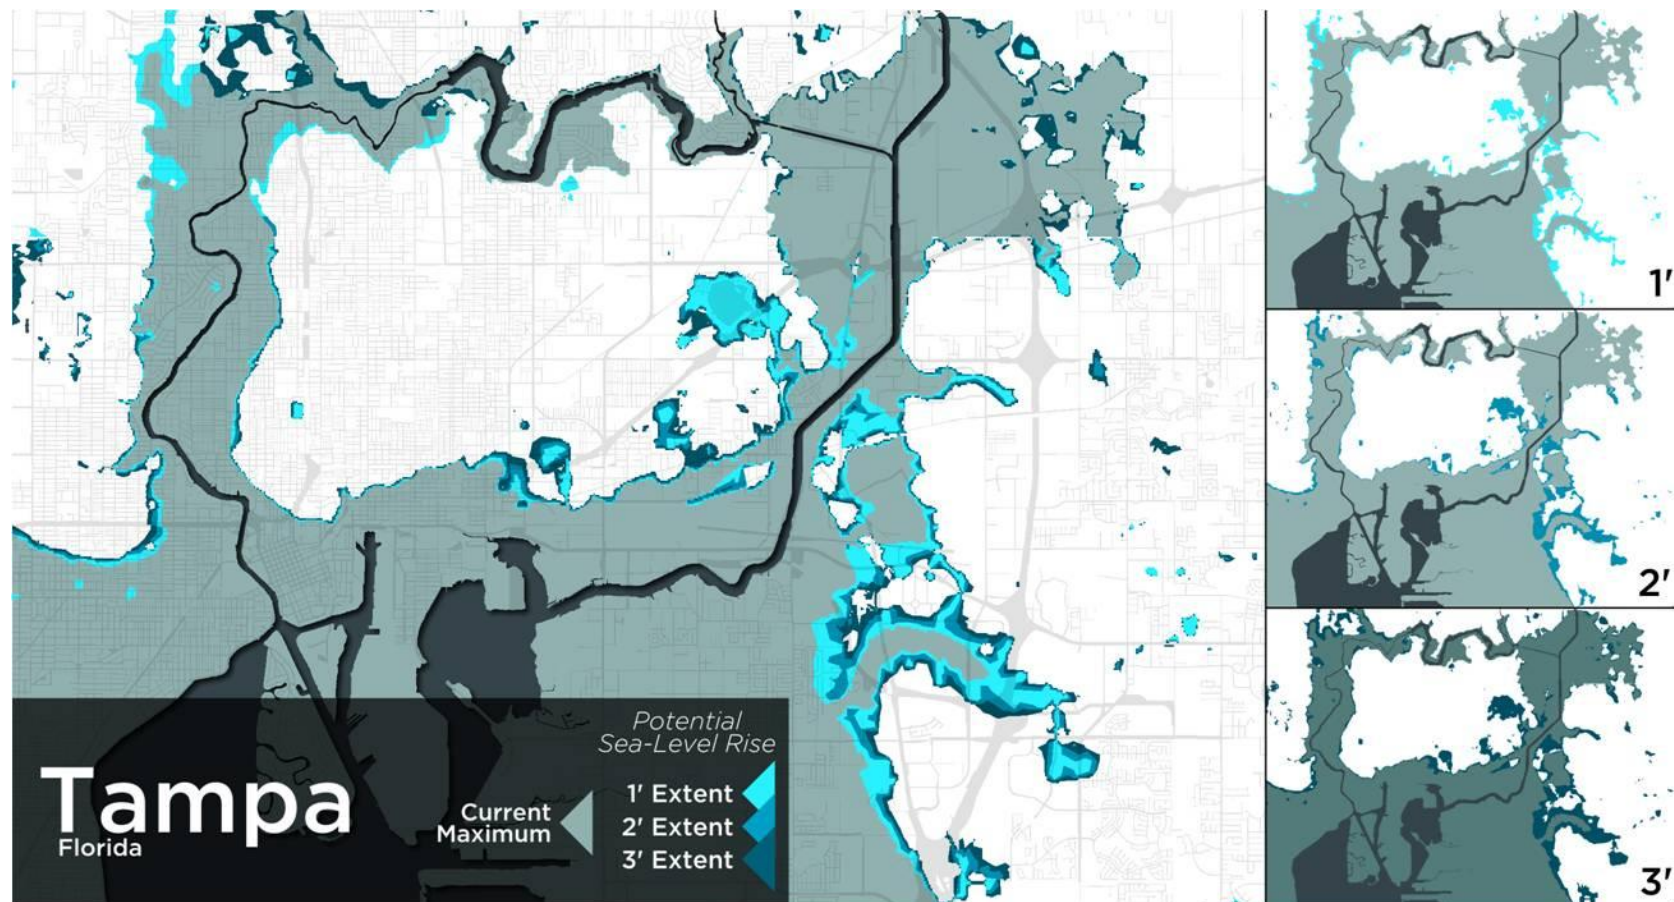 Tampa
Florida
Current
Maximum
Potential
Sea-Level Rise
1' Extent
2' Extent
3' Extent
1'
2'
3'